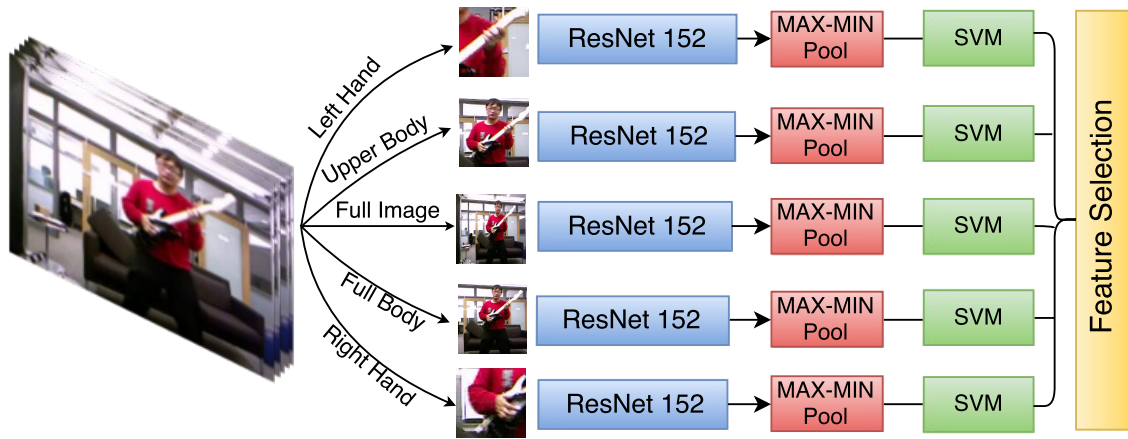 Left Hand
ResNet 152
MAX-MIN
Pool
SVM
Upper Body
ResNet 152
MAX-MIN
Pool
SVM
Full Image
ResNet 152
MAX-MIN
Pool
SVM
Full Body
ResNet 152
MAX-MIN
Pool
SVM
Right Hand
ResNet 152
MAX-MIN
Pool
SVM
Feature Selection